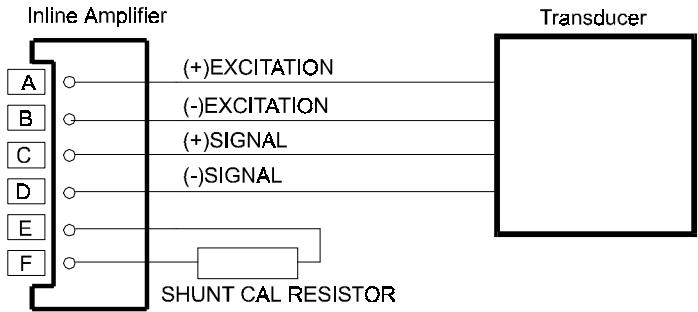 Inline Amplifier
Transducer
A
(+)EXCITATION
B
(-)EXCITATION
C
(+)SIGNAL
D
(-)SIGNAL
E
F
SHUNT CAL RESISTOR